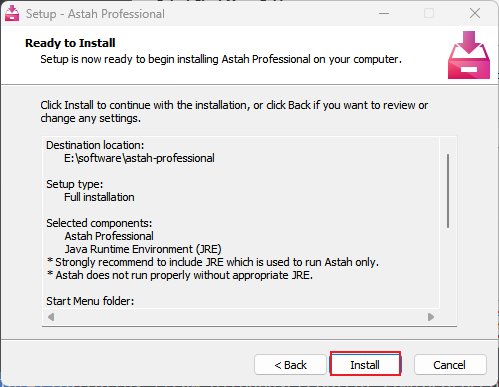 Setup - Astah Professional
Ready to Install
Setup is now ready to begin installing Astah Professional on your computer.
Click Install to continue with the installation, or click Back if you want to review or
change any settings.
Destination location:
E:\software\astah-professional
Setup type:
Full installation
Selected components:
Astah Professional
Java Runtime Environment (JRE)
* Strongly recommend to include JRE which is used to run Astah only.
* Astah does not run properly without appropriate JRE.
Start Menu folder:
< Back
Install
Cancel